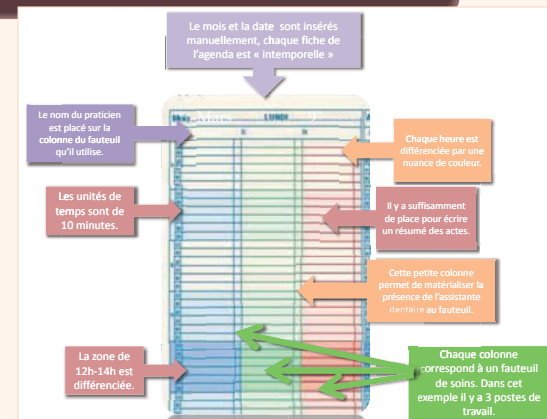 Le mois et la date sont insérés
manuellement, chaque fiche de
l'agenda est « intemporelle »
Mars
LUNDI
Le nom du praticien
est placé sur la
colonne du fauteuil
qu'il utilise.
Chaque heure est
différenciée par une
nuance de couleur.
Les unités de
temps sont de
10 minutes.
Il y a suffisamment
de place pour écrire
un résumé des actes.
Cette petite colonne
permet de matérialiser la
présence de l'assistante
dentaire au fauteuil.
La zone de
12h-14h est
différenciée.
Chaque colonne
correspond à un fauteuil
de soins. Dans cet
exemple il y a 3 postes de
travail.